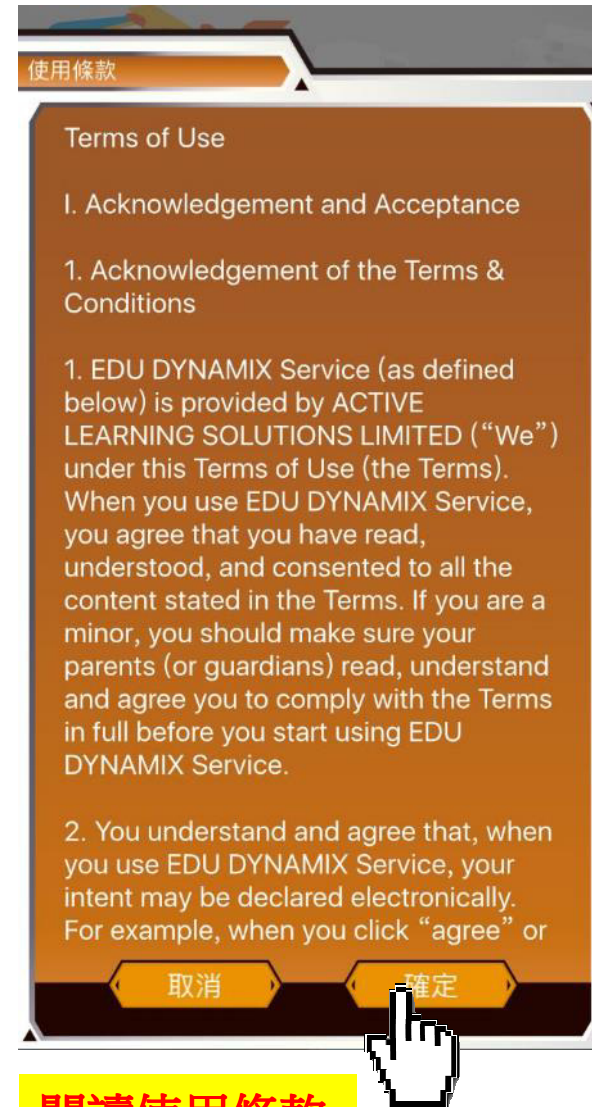 使用條款
Terms of Use
I. Acknowledgement and Acceptance
1. Acknowledgement of the Terms &
Conditions
1. EDU DYNAMIX Service (as defined
below) is provided by ACTIVE
LEARNING SOLUTIONS LIMITED (“We”)
under this Terms of Use (the Terms).
When you use EDU DYNAMIX Service,
you agree that you have read,
understood, and consented to all the
content stated in the Terms. If you are a
minor, you should make sure your
parents (or guardians) read, understand
and agree you to comply with the Terms
in full before you start using EDU
DYNAMIX Service.
2. You understand and agree that, when
you use EDU DYNAMIX Service, your
intent may be declared electronically.
For example, when you click “agree” or
取消
確定
閱讀使用條款